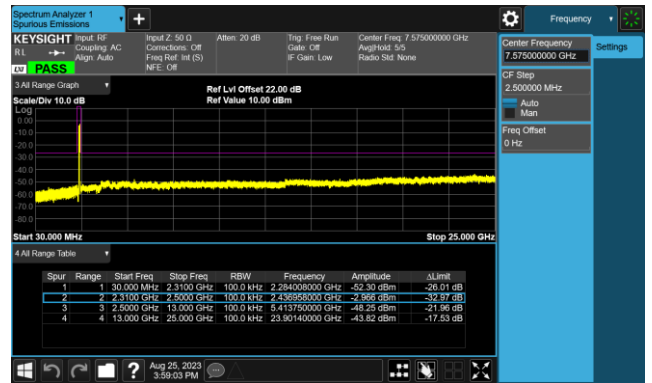 Spectrum Analyzer 1
Spurious Emissions
Frequency
KEYSIGHT
Input: RF
Input Z: 50 Ω
Atten: 20 dB
Trig: Free Run
Center Freq: 7.575000000 GHz
RL
Coupling: AC
Corrections: Off
Gate: Off
Avg|Hold: 5/5
Align: Auto
Freq Ref: Int (S)
IF Gain: Low
Radio Std: None
NFE: Off
LXI PASS
Center Frequency
7.575000000 GHz
Settings
CF Step
2.500000 MHz
Auto
Man
Freq Offset
0 Hz
3 All Range Graph
Ref Lvl Offset 22.00 dB
Scale/Div 10.0 dB
Ref Value 10.00 dBm
Log
0.00
-10.0
-20.0
-30.0
-40.0
-50.0
-60.0
-70.0
-80.0
Start 30.000 MHz
Stop 25.000 GHz
4 All Range Table
Spur Range Start Freq Stop Freq RBW Frequency Amplitude ΔLimit
1 1 30.000 MHz 2.3100 GHz 100.0 kHz 2.284008000 GHz -52.30 dBm -26.01 dB
2 2 2.3100 GHz 2.5000 GHz 100.0 kHz 2.436958000 GHz -2.966 dBm -32.97 dB
3 3 2.5000 GHz 13.000 GHz 100.0 kHz 5.413750000 GHz -48.25 dBm -21.96 dB
4 4 13.000 GHz 25.000 GHz 100.0 kHz 23.90140000 GHz -43.82 dBm -17.53 dB
Aug 25, 2023
3:59:03 PM